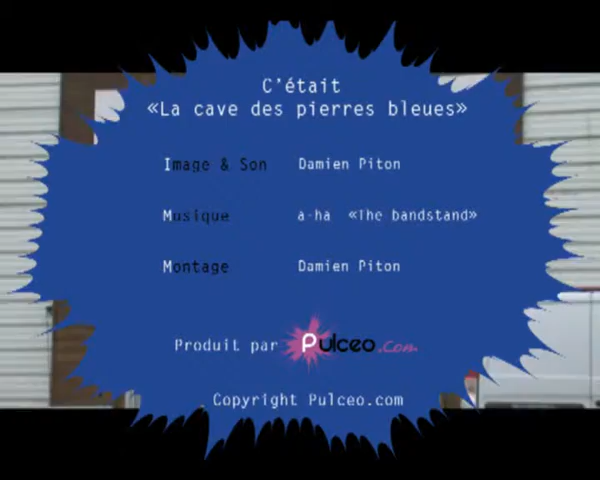 C'était
«La cave des pierres bleues»
Image & Son Damien Piton
Musique a-ha «The bandstand»
Montage Damien Piton
Produit par Pulceo.com
Copyright Pulceo.com